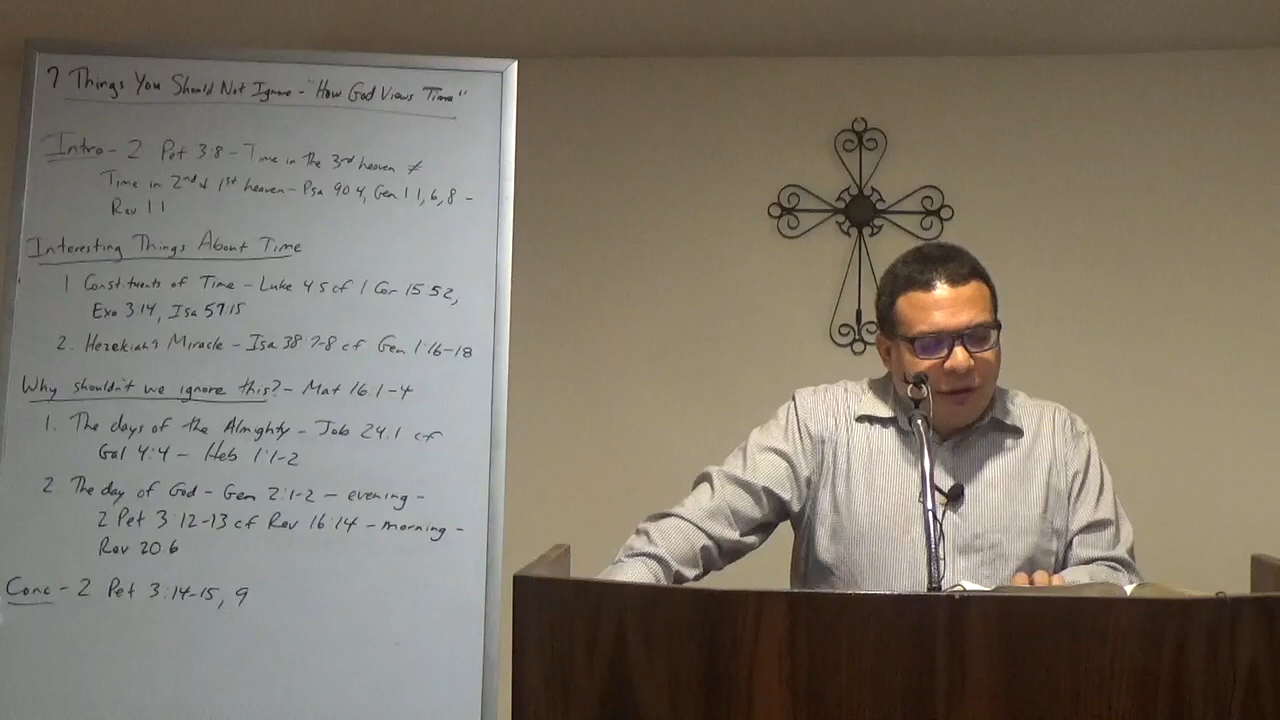 7 Things You Should Not Ignore - "How God Views Time"
Intro - 2 Pet 3:8 - Time in the 3rd heaven ≠
Time in 2nd & 1st heaven - Psa 90 4, Gen 1 1, 6, 8 -
Rev 1 1
Interesting Things About Time
1 Constituents of Time - Luke 4 5 cf 1 Cor 15:52,
Exo 3:14, Isa 57:15
2. Hezekiah's Miracle - Isa 38:7-8 cf Gen 1:16-18
Why shouldn't we ignore this? - Mat 16:1-4
1. The days of the Almighty - Job 24:1 cf
Gal 4:4 - Heb 1:1-2
2. The day of God - Gen 2:1-2 - evening -
2 Pet 3:12-13 cf Rev 16:14 - morning -
Rev 20:6
Conc - 2 Pet 3:14-15, 9